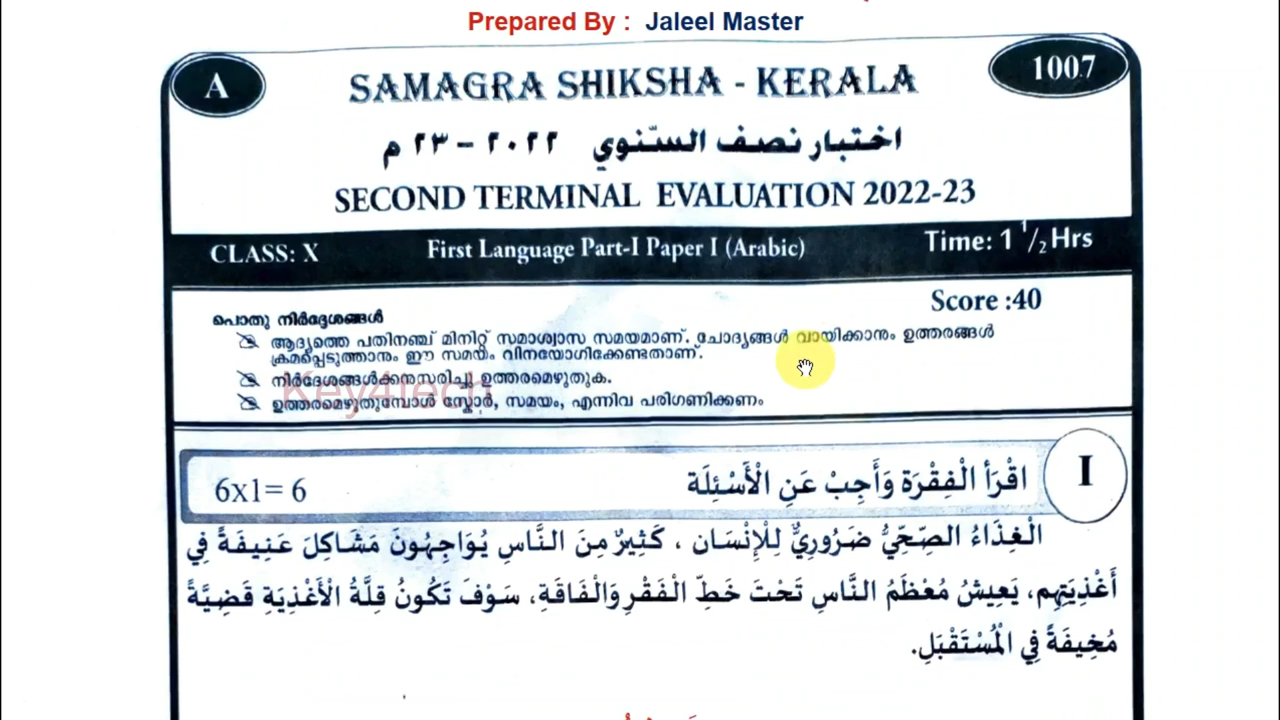 Prepared By : Jaleel Master
A
1007
SAMAGRA SHIKSHA - KERALA
اختبار نصف السّنوي ٢٠٢٢ - ٢٣ م
SECOND TERMINAL EVALUATION 2022-23
CLASS: X First Language Part-I Paper I (Arabic) Time: 1 1/2 Hrs
Score :40
പൊതു നിർദ്ദേശങ്ങൾ
ആദ്യത്തെ പതിനഞ്ച് മിനിറ്റ് സമാശ്വാസ സമയമാണ്. ചോദ്യങ്ങൾ വായിക്കാനും ഉത്തരങ്ങൾ
ക്രമപ്പെടുത്താനും ഈ സമയം വിനയോഗിക്കേണ്ടതാണ്.
നിർദേശങ്ങൾക്കനുസരിച്ചു ഉത്തരമെഴുതുക.
ഉത്തരമെഴുതുമ്പോൾ സ്കോർ, സമയം, എന്നിവ പരിഗണിക്കണം
Key4tech
I
اقْرَأ الْفِقْرَة وَأَجِبْ عَنِ الْأَسْئِلَة
6x1= 6
الْغِذَاءُ الصِّحِّيُّ ضَرُورِيٌّ لِلْإِنْسَان ، كَثِيرٌ مِنَ النَّاسِ يُوَاجِهُونَ مَشَاكِلَ عَنِيفَةً فِي
أَغْذِيَتِهِم، يَعِيشُ مُعْظَمُ النَّاسِ تَحْتَ خَطِّ الْفَقْرِ وَالْفَاقَةِ، سَوْفَ تَكُونُ قِلَّةُ الْأَغْذِيَةِ قَضِيَّةً
مُخِيفَةً فِي الْمُسْتَقْبَلِ.